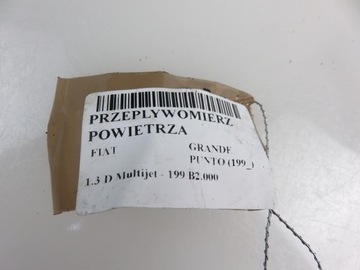 PRZEPLYWOMIERZ
POWIETRZA
FIAT GRANDE
PUNTO (199_)
1.3 D Multijet - 199 B2.000